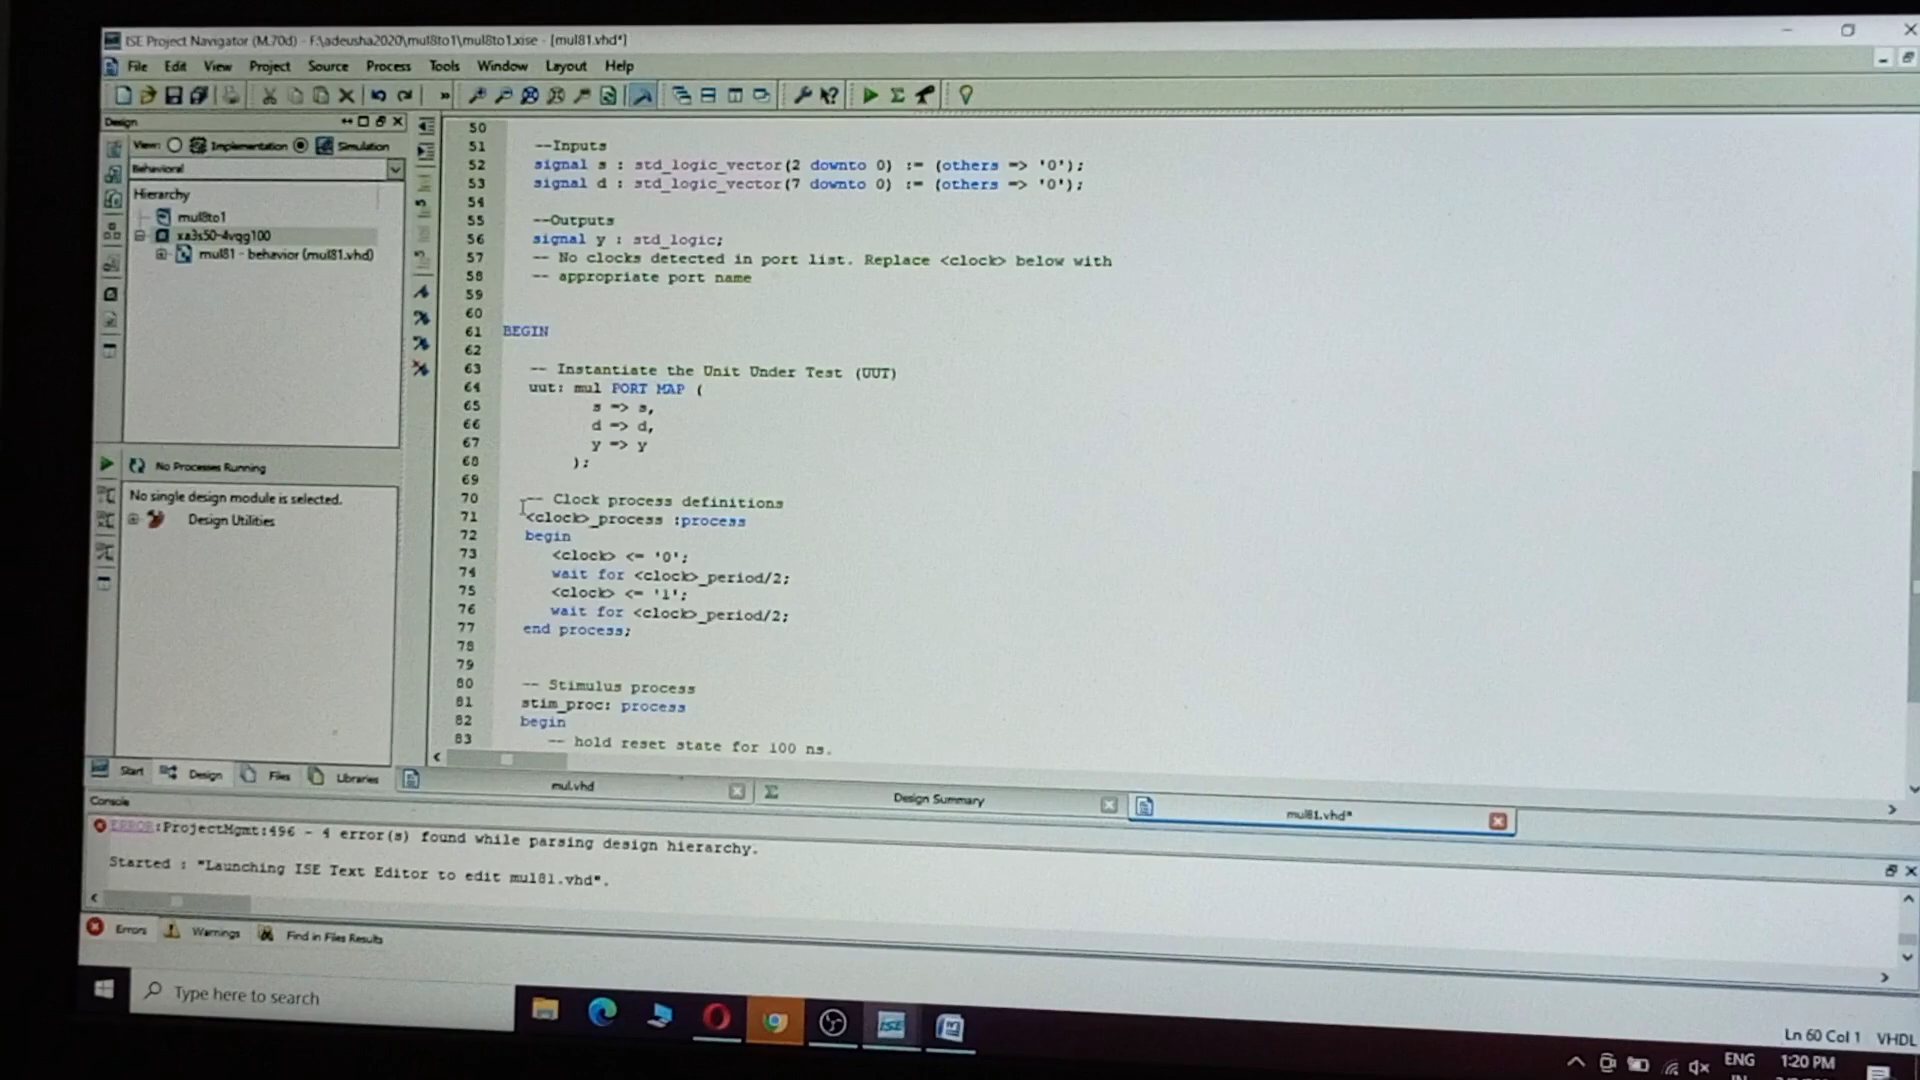 ISE Project Navigator (M.70d) - F:\adeusha2020\mul8to1\mul8to1.xise - [mul81.vhd*]
File Edit View Project Source Process Tools Window Layout Help
Design
View: Implementation Simulation
Behavioral
Hierarchy
mul8to1
xa3s50-4vqg100
mul81 - behavior (mul81.vhd)
No Processes Running
No single design module is selected.
Design Utilities
Start Design Files Libraries
50
51 --Inputs
52 signal s : std_logic_vector(2 downto 0) := (others => '0');
53 signal d : std_logic_vector(7 downto 0) := (others => '0');
54
55 --Outputs
56 signal y : std_logic;
57 -- No clocks detected in port list. Replace <clock> below with
58 -- appropriate port name
59
60
61 BEGIN
62
63 -- Instantiate the Unit Under Test (UUT)
64 uut: mul PORT MAP (
65 s => s,
66 d => d,
67 y => y
68 );
69
70 -- Clock process definitions
71 <clock>_process :process
72 begin
73 <clock> <= '0';
74 wait for <clock>_period/2;
75 <clock> <= '1';
76 wait for <clock>_period/2;
77 end process;
78
79
80 -- Stimulus process
81 stim_proc: process
82 begin
83 -- hold reset state for 100 ns.
mul.vhd Design Summary mul81.vhd*
Console
ERROR:ProjectMgmt:496 - 4 error(s) found while parsing design hierarchy.
Started : "Launching ISE Text Editor to edit mul81.vhd".
Errors Warnings Find in Files Results
Ln 60 Col 1 VHDL
Type here to search
ISE
ENG
1:20 PM